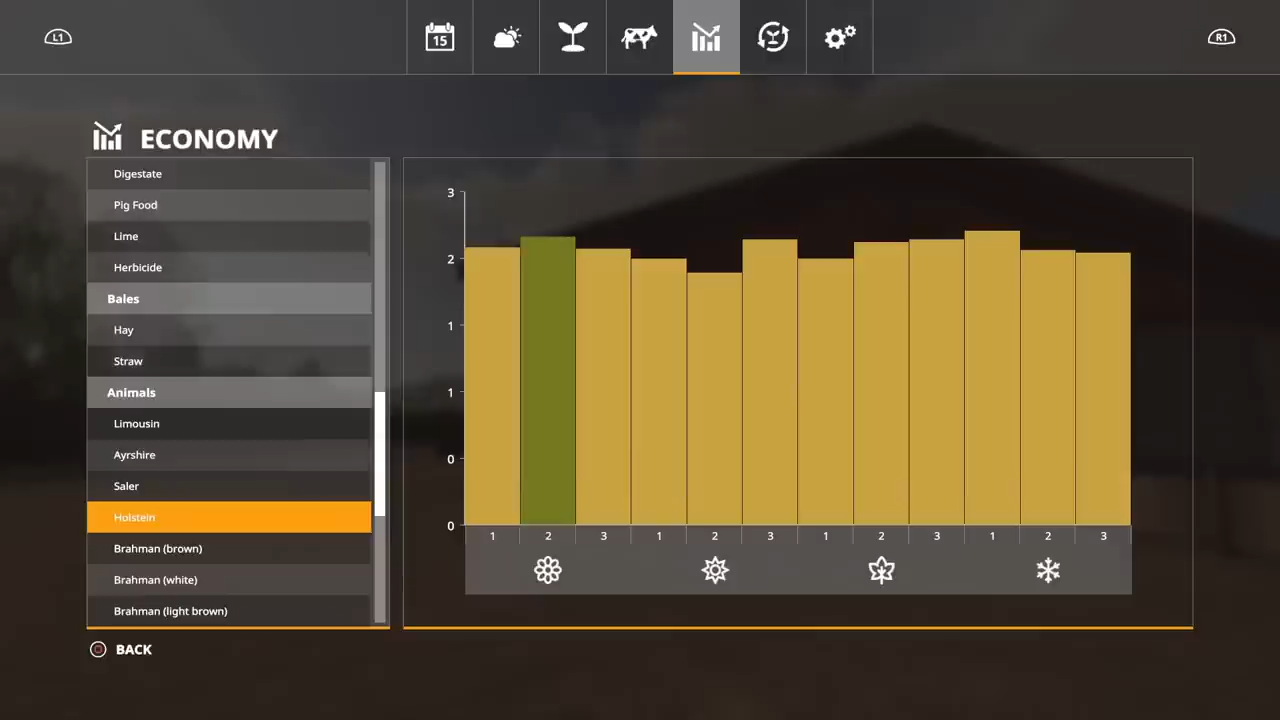 L1
15
R1
ECONOMY
Digestate
Pig Food
Lime
Herbicide
Bales
Hay
Straw
Animals
Limousin
Ayrshire
Saler
Holstein
Brahman (brown)
Brahman (white)
Brahman (light brown)
3
2
1
1
0
0
1 2 3 1 2 3 1 2 3 1 2 3
BACK